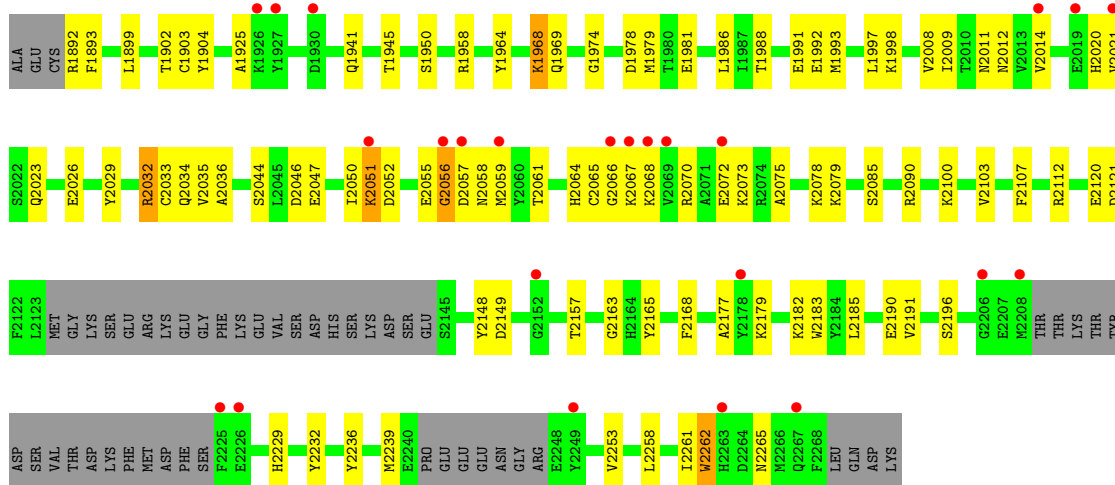 ALA GLU CYS R1892 F1893 L1899 T1902 C1903 Y1904 A1925 K1926 Y1927 D1930 Q1941 T1945 S1950 R1958 Y1964 K1968 Q1969 G1974 D1978 M1979 T1980 E1981 L1986 I1987 T1988 E1991 E1992 M1993 L1997 K1998 V2008 I2009 T2010 N2011 N2012 V2013 V2014 E2019 H2020 V2021
S2022 Q2023 E2026 Y2029 R2032 C2033 Q2034 V2035 A2036 S2044 L2045 D2046 E2047 I2050 K2051 D2052 E2055 G2056 D2057 N2058 M2059 Y2060 T2061 H2064 C2065 G2066 K2067 K2068 V2069 R2070 A2071 E2072 K2073 R2074 A2075 K2078 K2079 S2085 R2090 K2100 V2103 F2107 R2112 E2120 D2121
F2122 L2123 MET GLY LYS SER GLU ARG LYS GLU GLY PHE LYS GLU VAL SER ASP HIS SER LYS ASP SER GLU S2145 Y2148 D2149 G2152 T2157 G2163 H2164 Y2165 F2168 A2177 Y2178 K2179 K2182 W2183 Y2184 L2185 E2190 V2191 S2196 G2206 E2207 M2208 THR THR LYS THR THR
ASP SER VAL THR ASP LYS PHE MET ASP PHE SER F2225 E2226 H2229 Y2232 Y2236 M2239 E2240 PRO GLU GLU GLU ASN GLY ARG E2248 Y2249 V2253 L2258 I2261 W2262 H2263 D2264 N2265 M2266 Q2267 F2268 LEU GLN ASP LYS